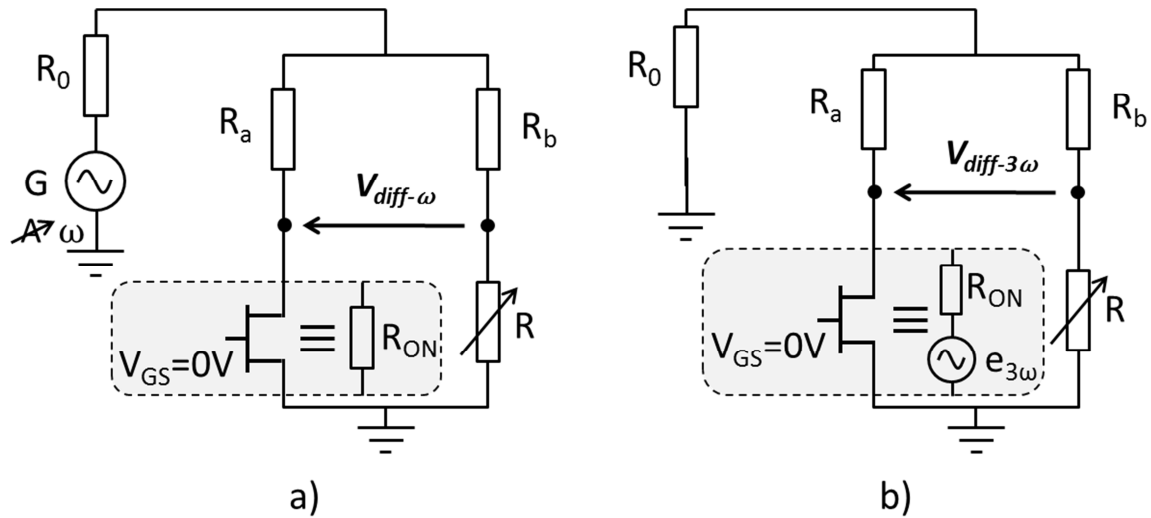 R0
Ra
Rb
G
A ω
Vdiff-ω
VGS=0V
RON
R
a)
R0
Ra
Rb
Vdiff-3ω
VGS=0V
RON
e3ω
R
b)